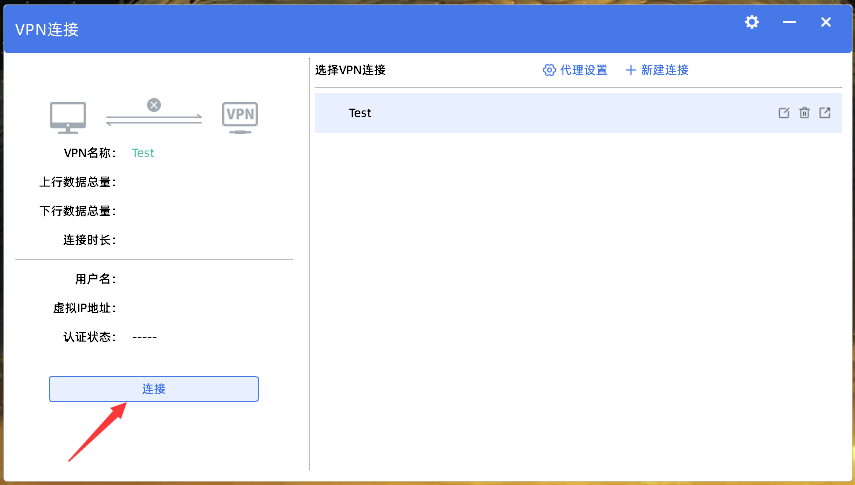 VPN连接
选择VPN连接 代理设置 新建连接
VPN
Test
VPN名称： Test
上行数据总量：
下行数据总量：
连接时长：
用户名：
虚拟IP地址：
认证状态： -----
连接